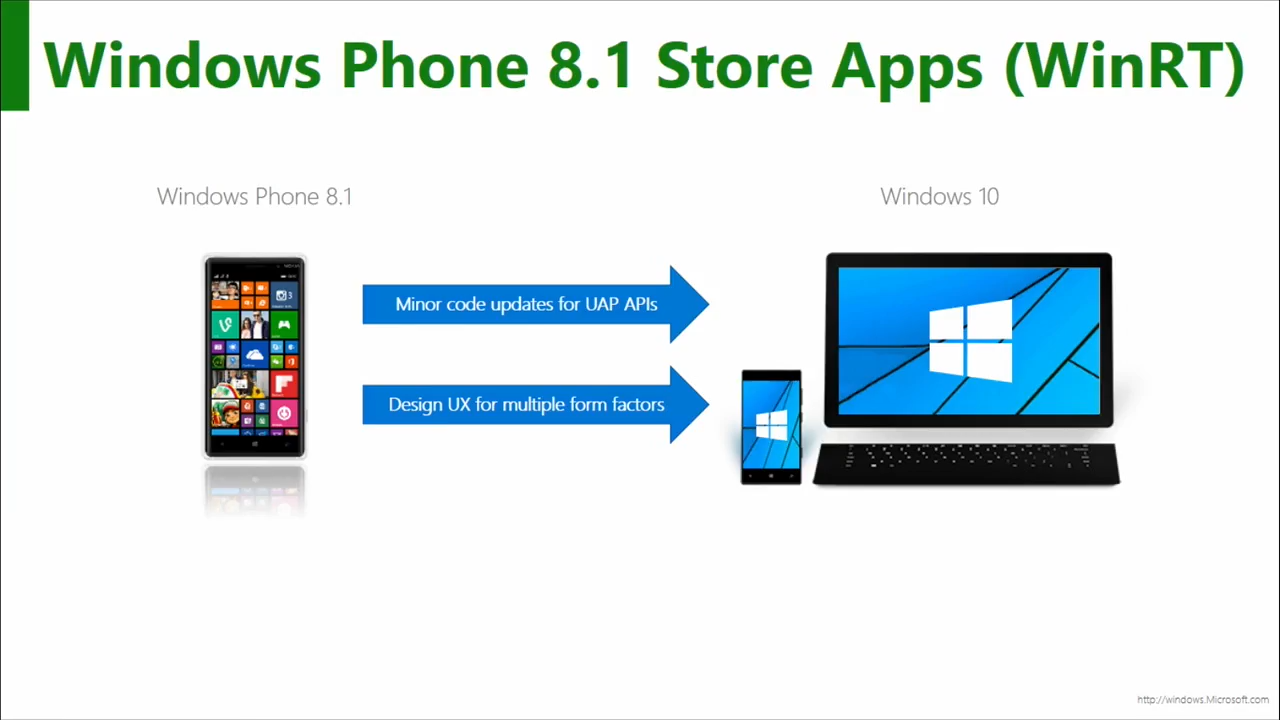 Windows Phone 8.1 Store Apps (WinRT)
Windows Phone 8.1
Windows 10
Minor code updates for UAP APIs
Design UX for multiple form factors
http://windows.Microsoft.com